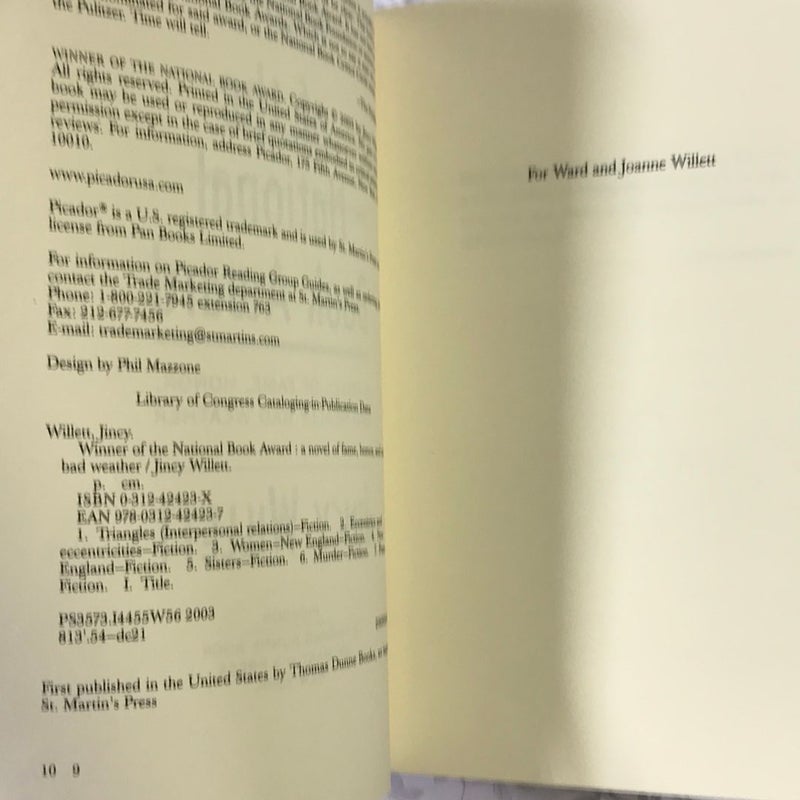 the Pulitzer. Time will tell.
WINNER OF THE NATIONAL BOOK AWARD. Copyright © 2003 by
All rights reserved. Printed in the United States of America. No
book may be used or reproduced in any manner whatsoever
permission except in the case of brief quotations embodied in
reviews. For information, address Picador, 175 Fifth Avenue, New
10010.
www.picadorusa.com
Picador® is a U.S. registered trademark and is used by St. Martin's
license from Pan Books Limited.
For information on Picador Reading Group Guides, as well as
contact the Trade Marketing department at St. Martin's Press.
Phone: 1-800-221-7945 extension 763
Fax: 212-677-7456
E-mail: trademarketing@stmartins.com
Design by Phil Mazzone
Library of Congress Cataloging-in-Publication Data
Willett, Jincy.
Winner of the National Book Award : a novel of fame, honor,
bad weather / Jincy Willett.
p. cm.
ISBN 0-312-42423-X
EAN 978-0312-42423-7
1. Triangles (Interpersonal relations)—Fiction. 2.
eccentricities—Fiction. 3. Women—New England—Fiction. 4.
England—Fiction. 5. Sisters—Fiction. 6. Murder—Fiction.
Fiction. I. Title.
PS3573.I4455W56 2003
813'.54—dc21
First published in the United States by Thomas Dunne Books,
St. Martin's Press
10 9
For Ward and Joanne Willett